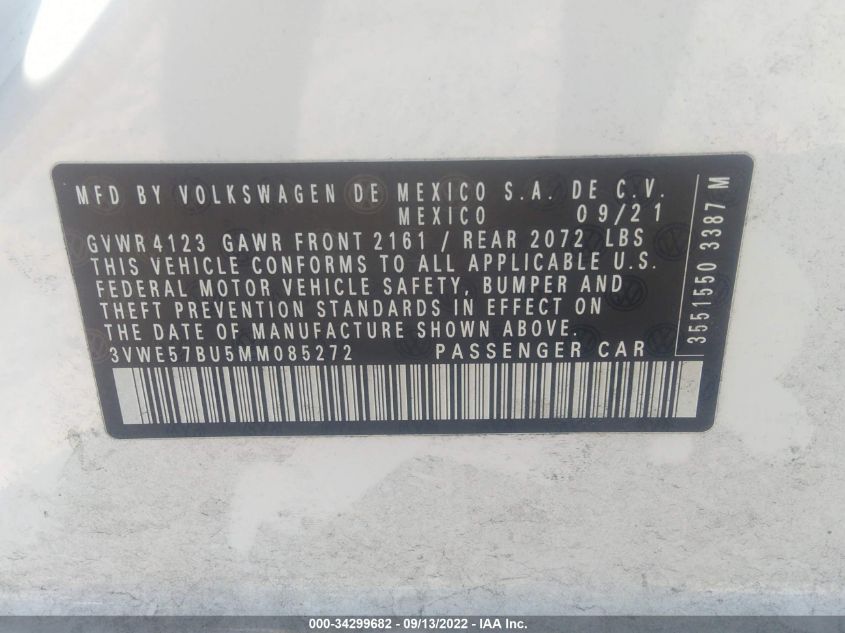 MFD BY VOLKSWAGEN DE MEXICO S.A. DE C.V.
MEXICO 09/21
GVWR 4123 GAWR FRONT 2161 / REAR 2072 LBS
THIS VEHICLE CONFORMS TO ALL APPLICABLE U.S.
FEDERAL MOTOR VEHICLE SAFETY, BUMPER AND
THEFT PREVENTION STANDARDS IN EFFECT ON
THE DATE OF MANUFACTURE SHOWN ABOVE.
3VWE57BU5MM085272 PASSENGER CAR
3551550 3387 M
000-34299682 - 09/13/2022 - IAA Inc.